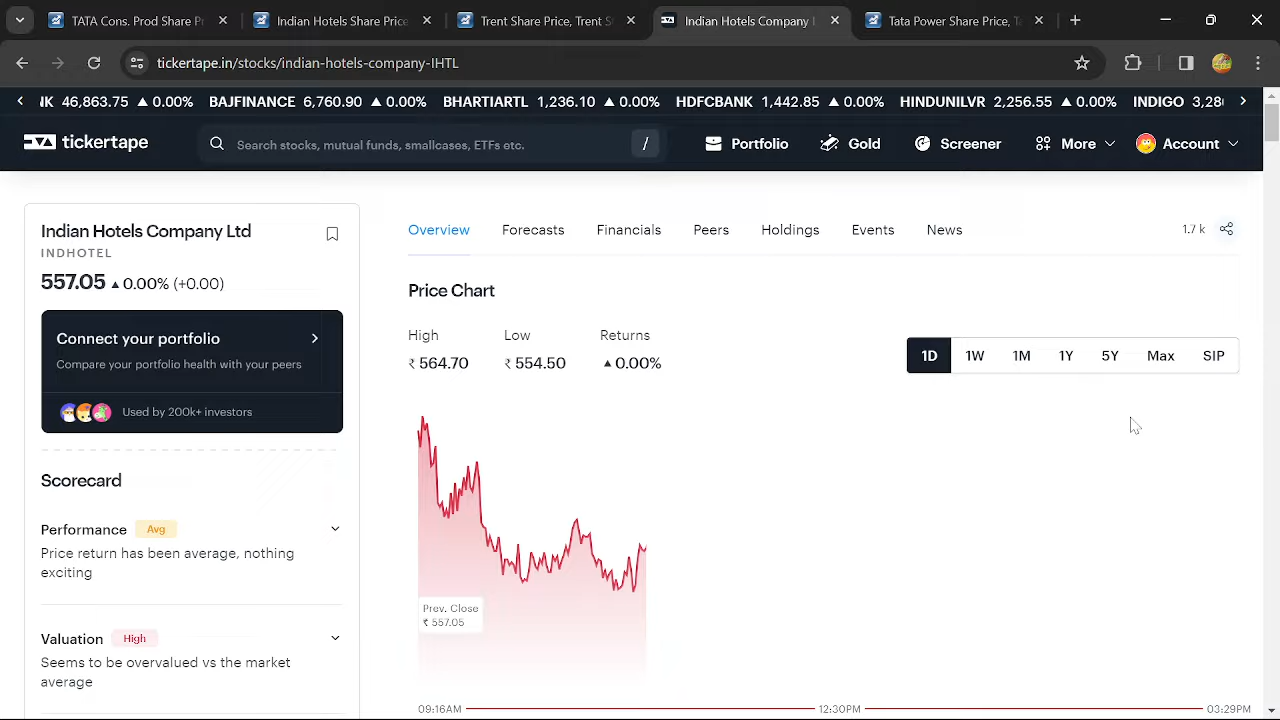 TATA Cons. Prod Share P
Indian Hotels Share Price
Trent Share Price, Trent S
Indian Hotels Company
Tata Power Share Price, Ta
tickertape.in/stocks/indian-hotels-company-IHTL
IK 46,863.75 ▲ 0.00% BAJFINANCE 6,760.90 ▲ 0.00% BHARTIARTL 1,236.10 ▲ 0.00% HDFCBANK 1,442.85 ▲ 0.00% HINDUNILVR 2,256.55 ▲ 0.00% INDIGO
tickertape
Search stocks, mutual funds, smallcases, ETFs etc.
/
Portfolio
Gold
Screener
More
Account
Indian Hotels Company Ltd
INDHOTEL
557.05 ▲ 0.00% (+0.00)
Connect your portfolio
Compare your portfolio health with your peers
Used by 200k+ investors
Scorecard
Performance Avg
Price return has been average, nothing
exciting
Valuation High
Seems to be overvalued vs the market
average
Overview Forecasts Financials Peers Holdings Events News
1.7 k
Price Chart
High Low Returns
₹ 564.70 ₹ 554.50 ▲ 0.00%
1D 1W 1M 1Y 5Y Max SIP
Prev. Close
₹ 557.05
09:16AM 12:30PM 03:29PM